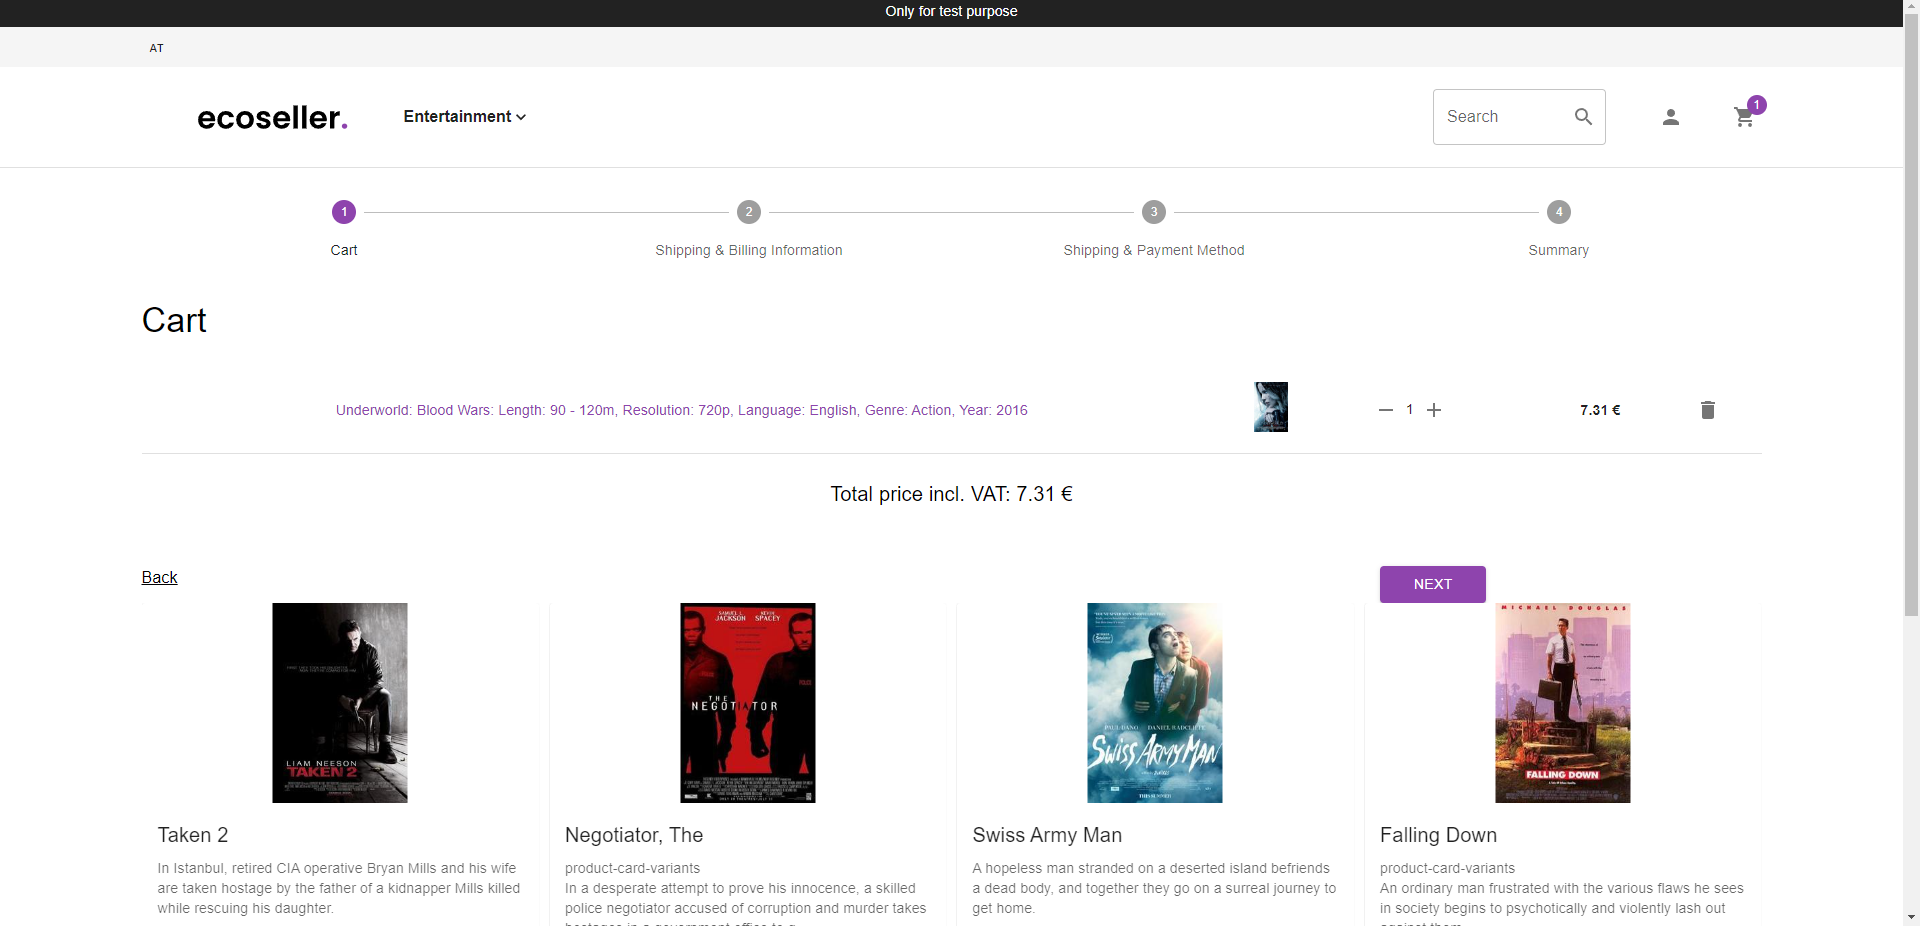 Only for test purpose
AT
ecoseller.
Entertainment
Search
1
1
2
3
4
Cart
Shipping & Billing Information
Shipping & Payment Method
Summary
Cart
Underworld: Blood Wars: Length: 90 - 120m, Resolution: 720p, Language: English, Genre: Action, Year: 2016
1
7.31 €
Total price incl. VAT: 7.31 €
Back
NEXT
LIAM NEESON
TAKEN 2
SAMUEL L. JACKSON
KEVIN SPACEY
THE
NEGOTIATOR
PAUL DANO DANIEL RADCLIFFE
SWISS ARMY MAN
MICHAEL DOUGLAS
FALLING DOWN
Taken 2
In Istanbul, retired CIA operative Bryan Mills and his wife
are taken hostage by the father of a kidnapper Mills killed
while rescuing his daughter.
Negotiator, The
product-card-variants
In a desperate attempt to prove his innocence, a skilled
police negotiator accused of corruption and murder takes
hostages in a government office to g
Swiss Army Man
A hopeless man stranded on a deserted island befriends
a dead body, and together they go on a surreal journey to
get home.
Falling Down
product-card-variants
An ordinary man frustrated with the various flaws he sees
in society begins to psychotically and violently lash out
against them